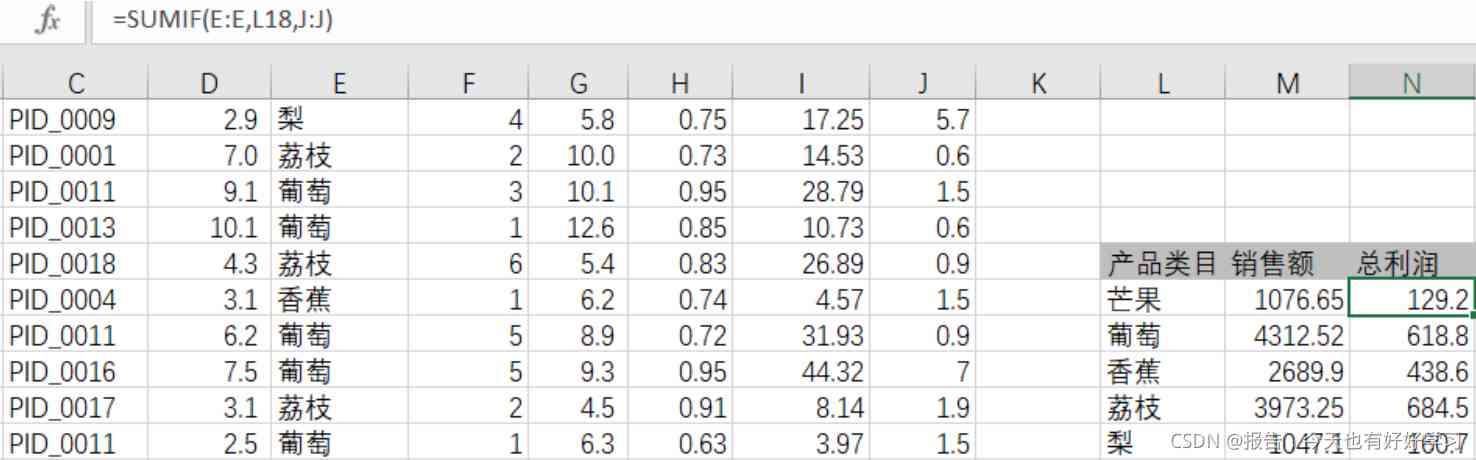 fx =SUMIF(E:E,L18,J:J)
C D E F G H I J K L M N
PID_0009 2.9 梨 4 5.8 0.75 17.25 5.7
PID_0001 7.0 荔枝 2 10.0 0.73 14.53 0.6
PID_0011 9.1 葡萄 3 10.1 0.95 28.79 1.5
PID_0013 10.1 葡萄 1 12.6 0.85 10.73 0.6
PID_0018 4.3 荔枝 6 5.4 0.83 26.89 0.9 产品类目 销售额 总利润
PID_0004 3.1 香蕉 1 6.2 0.74 4.57 1.5 芒果 1076.65 129.2
PID_0011 6.2 葡萄 5 8.9 0.72 31.93 0.9 葡萄 4312.52 618.8
PID_0016 7.5 葡萄 5 9.3 0.95 44.32 7 香蕉 2689.9 438.6
PID_0017 3.1 荔枝 2 4.5 0.91 8.14 1.9 荔枝 3973.25 684.5
PID_0011 2.5 葡萄 1 6.3 0.63 3.97 1.5 梨 1047.1 160.7
CSDN @报告,今天也有好好学习